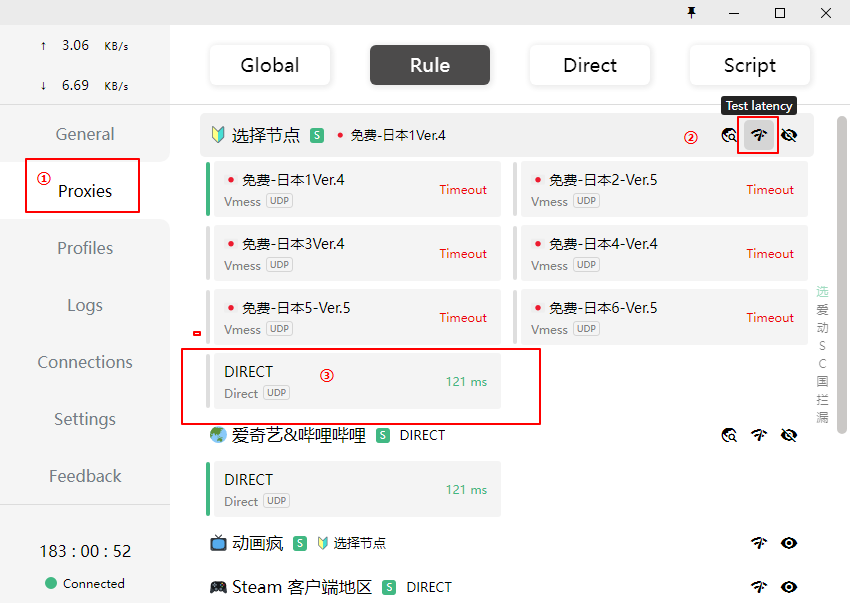 ↑ 3.06 KB/s
↓ 6.69 KB/s
General
① Proxies
Profiles
Logs
Connections
Settings
Feedback
183 : 00 : 52
Connected
Global Rule Direct Script
Test latency
选择节点 S 免费-日本1Ver.4 ②
免费-日本1Ver.4
Vmess UDP
Timeout
免费-日本2-Ver.5
Vmess UDP
Timeout
免费-日本3Ver.4
Vmess UDP
Timeout
免费-日本4-Ver.4
Vmess UDP
Timeout
免费-日本5-Ver.5
Vmess UDP
Timeout
免费-日本6-Ver.5
Vmess UDP
Timeout
DIRECT ③
Direct UDP
121 ms
爱奇艺&哔哩哔哩 S DIRECT
DIRECT
Direct UDP
121 ms
动画疯 S 选择节点
Steam 客户端地区 S DIRECT
选
爱
动
S
C
国
拦
漏